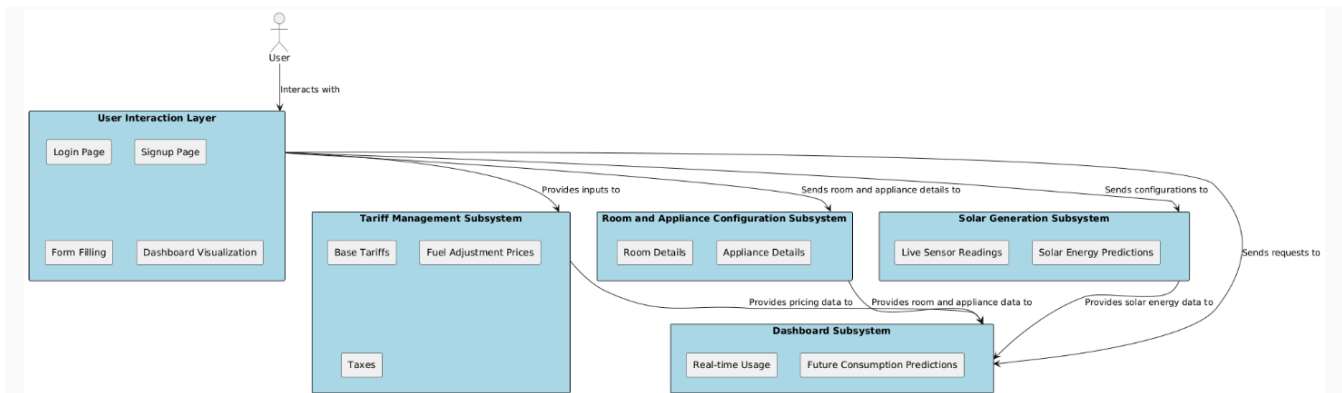 User
Interacts with
User Interaction Layer
Login Page
Signup Page
Form Filling
Dashboard Visualization
Provides inputs to
Sends room and appliance details to
Sends configurations to
Sends requests to
Tariff Management Subsystem
Base Tariffs
Fuel Adjustment Prices
Taxes
Room and Appliance Configuration Subsystem
Room Details
Appliance Details
Solar Generation Subsystem
Live Sensor Readings
Solar Energy Predictions
Provides pricing data to
Provides room and appliance data to
Provides solar energy data to
Dashboard Subsystem
Real-time Usage
Future Consumption Predictions